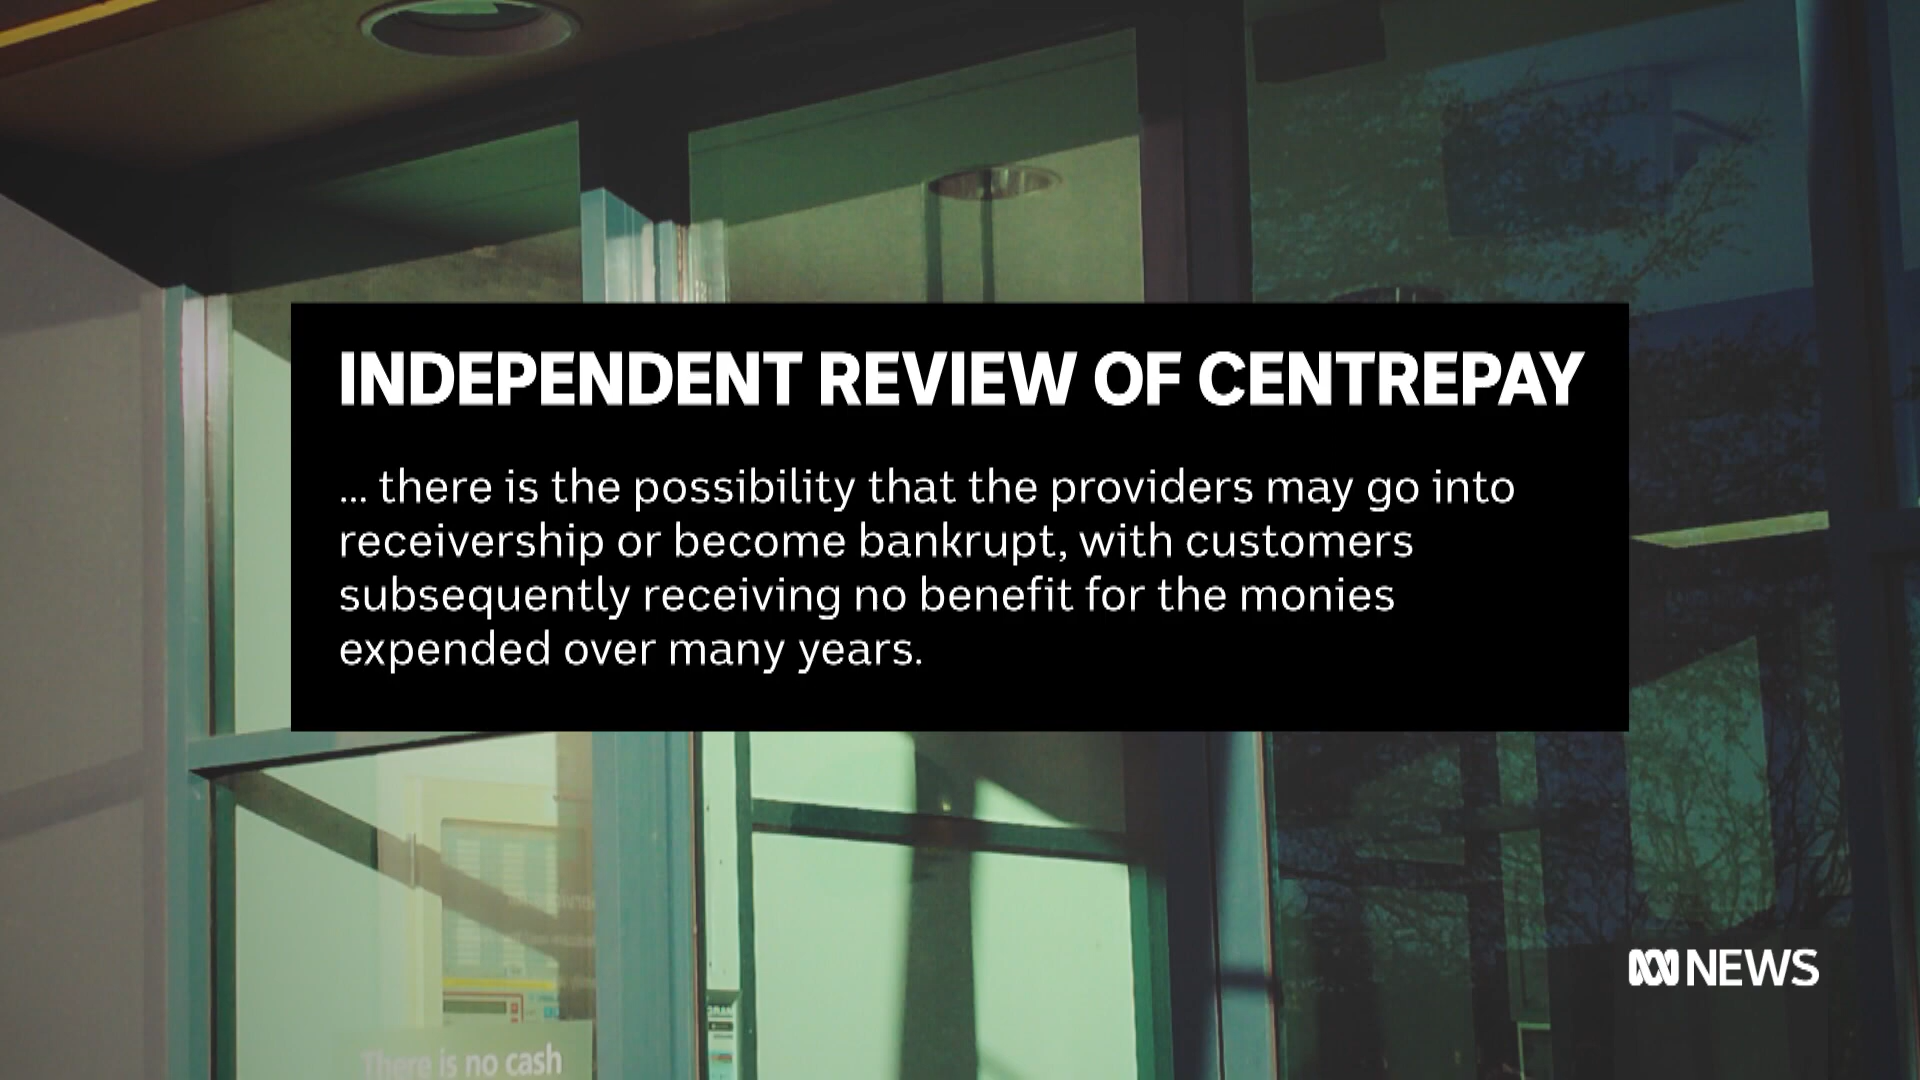 INDEPENDENT REVIEW OF CENTREPAY
... there is the possibility that the providers may go into
receivership or become bankrupt, with customers
subsequently receiving no benefit for the monies
expended over many years.
NEWS
There is no cash